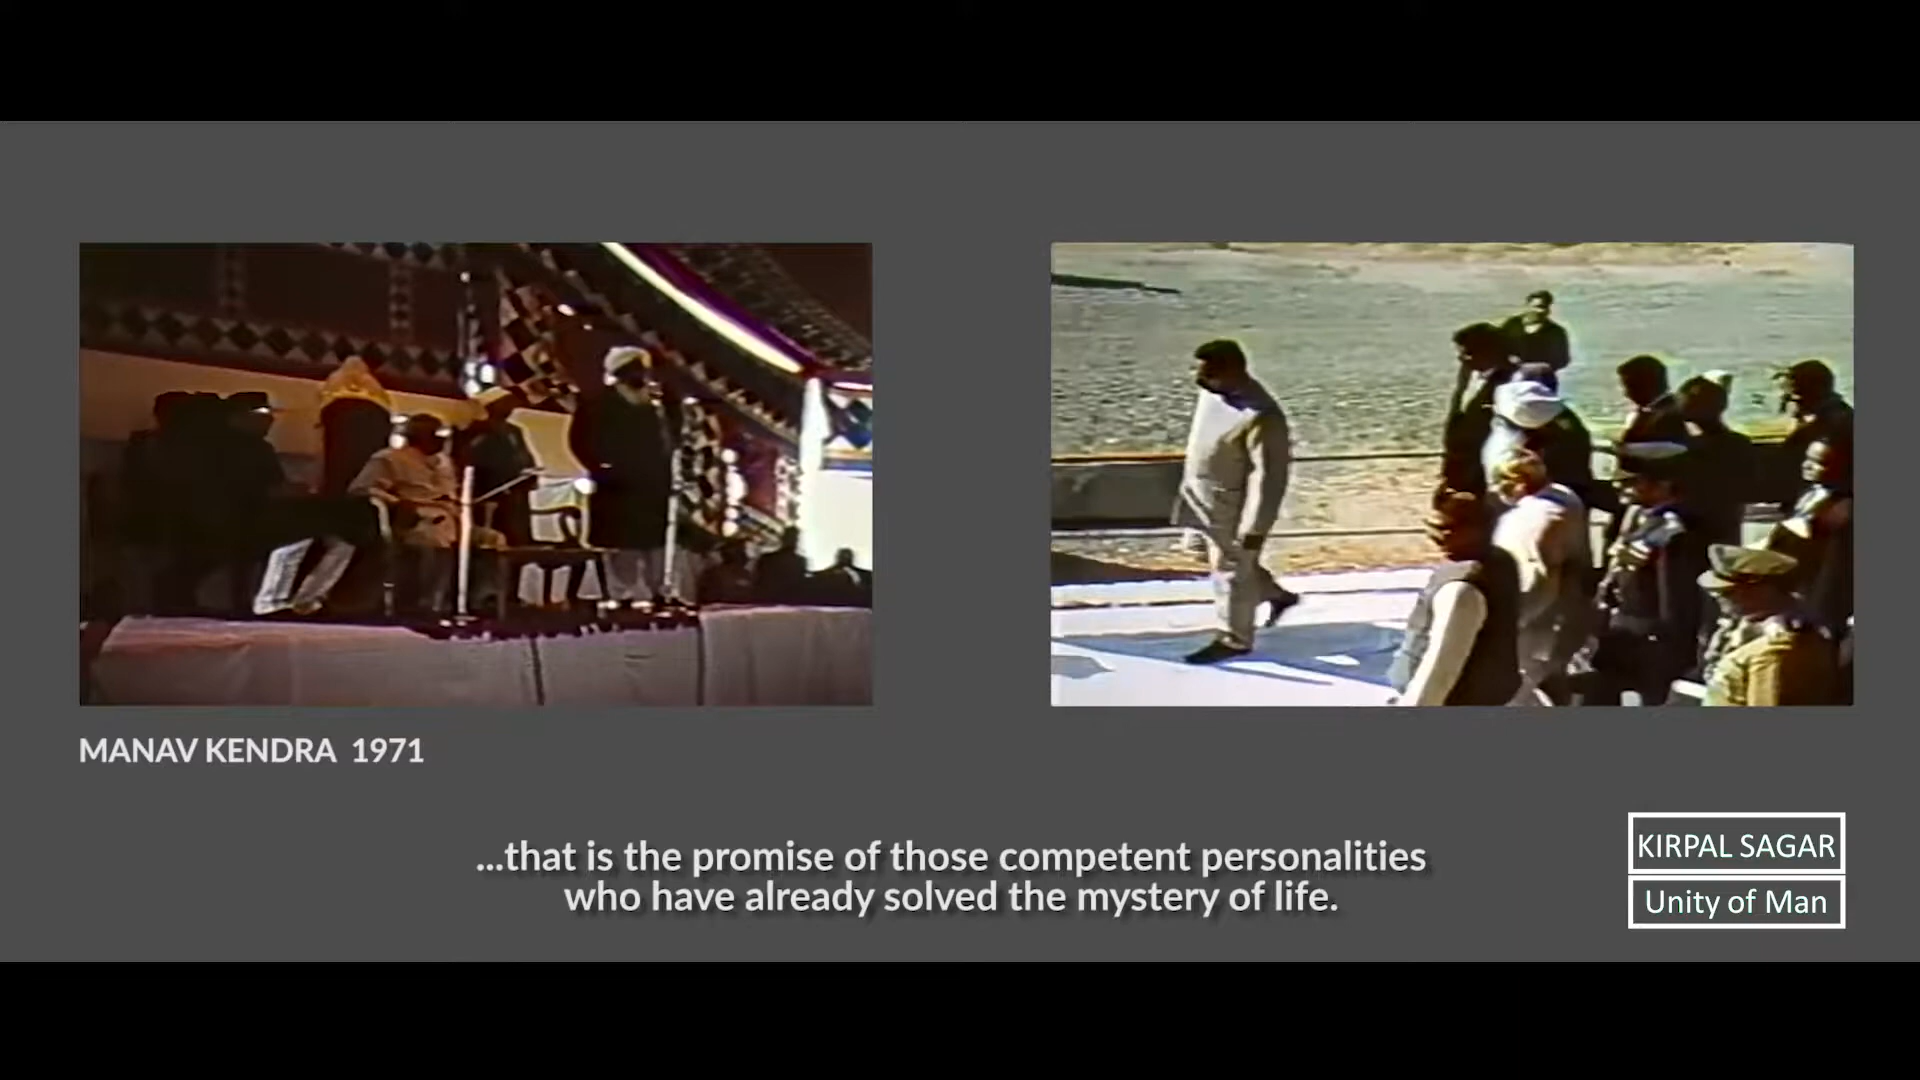 MANAV KENDRA 1971
...that is the promise of those competent personalities
who have already solved the mystery of life.
KIRPAL SAGAR
Unity of Man